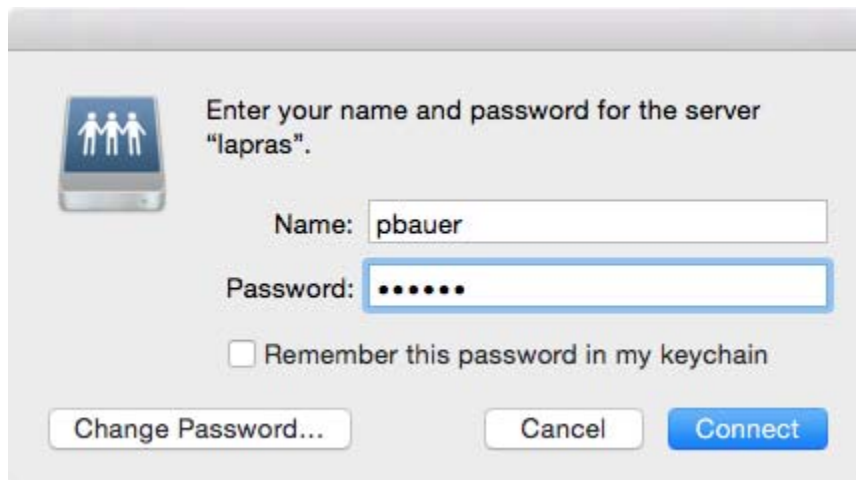 Enter your name and password for the server
“lapras”.
Name: pbauer
Password: ••••••
Remember this password in my keychain
Change Password... Cancel Connect